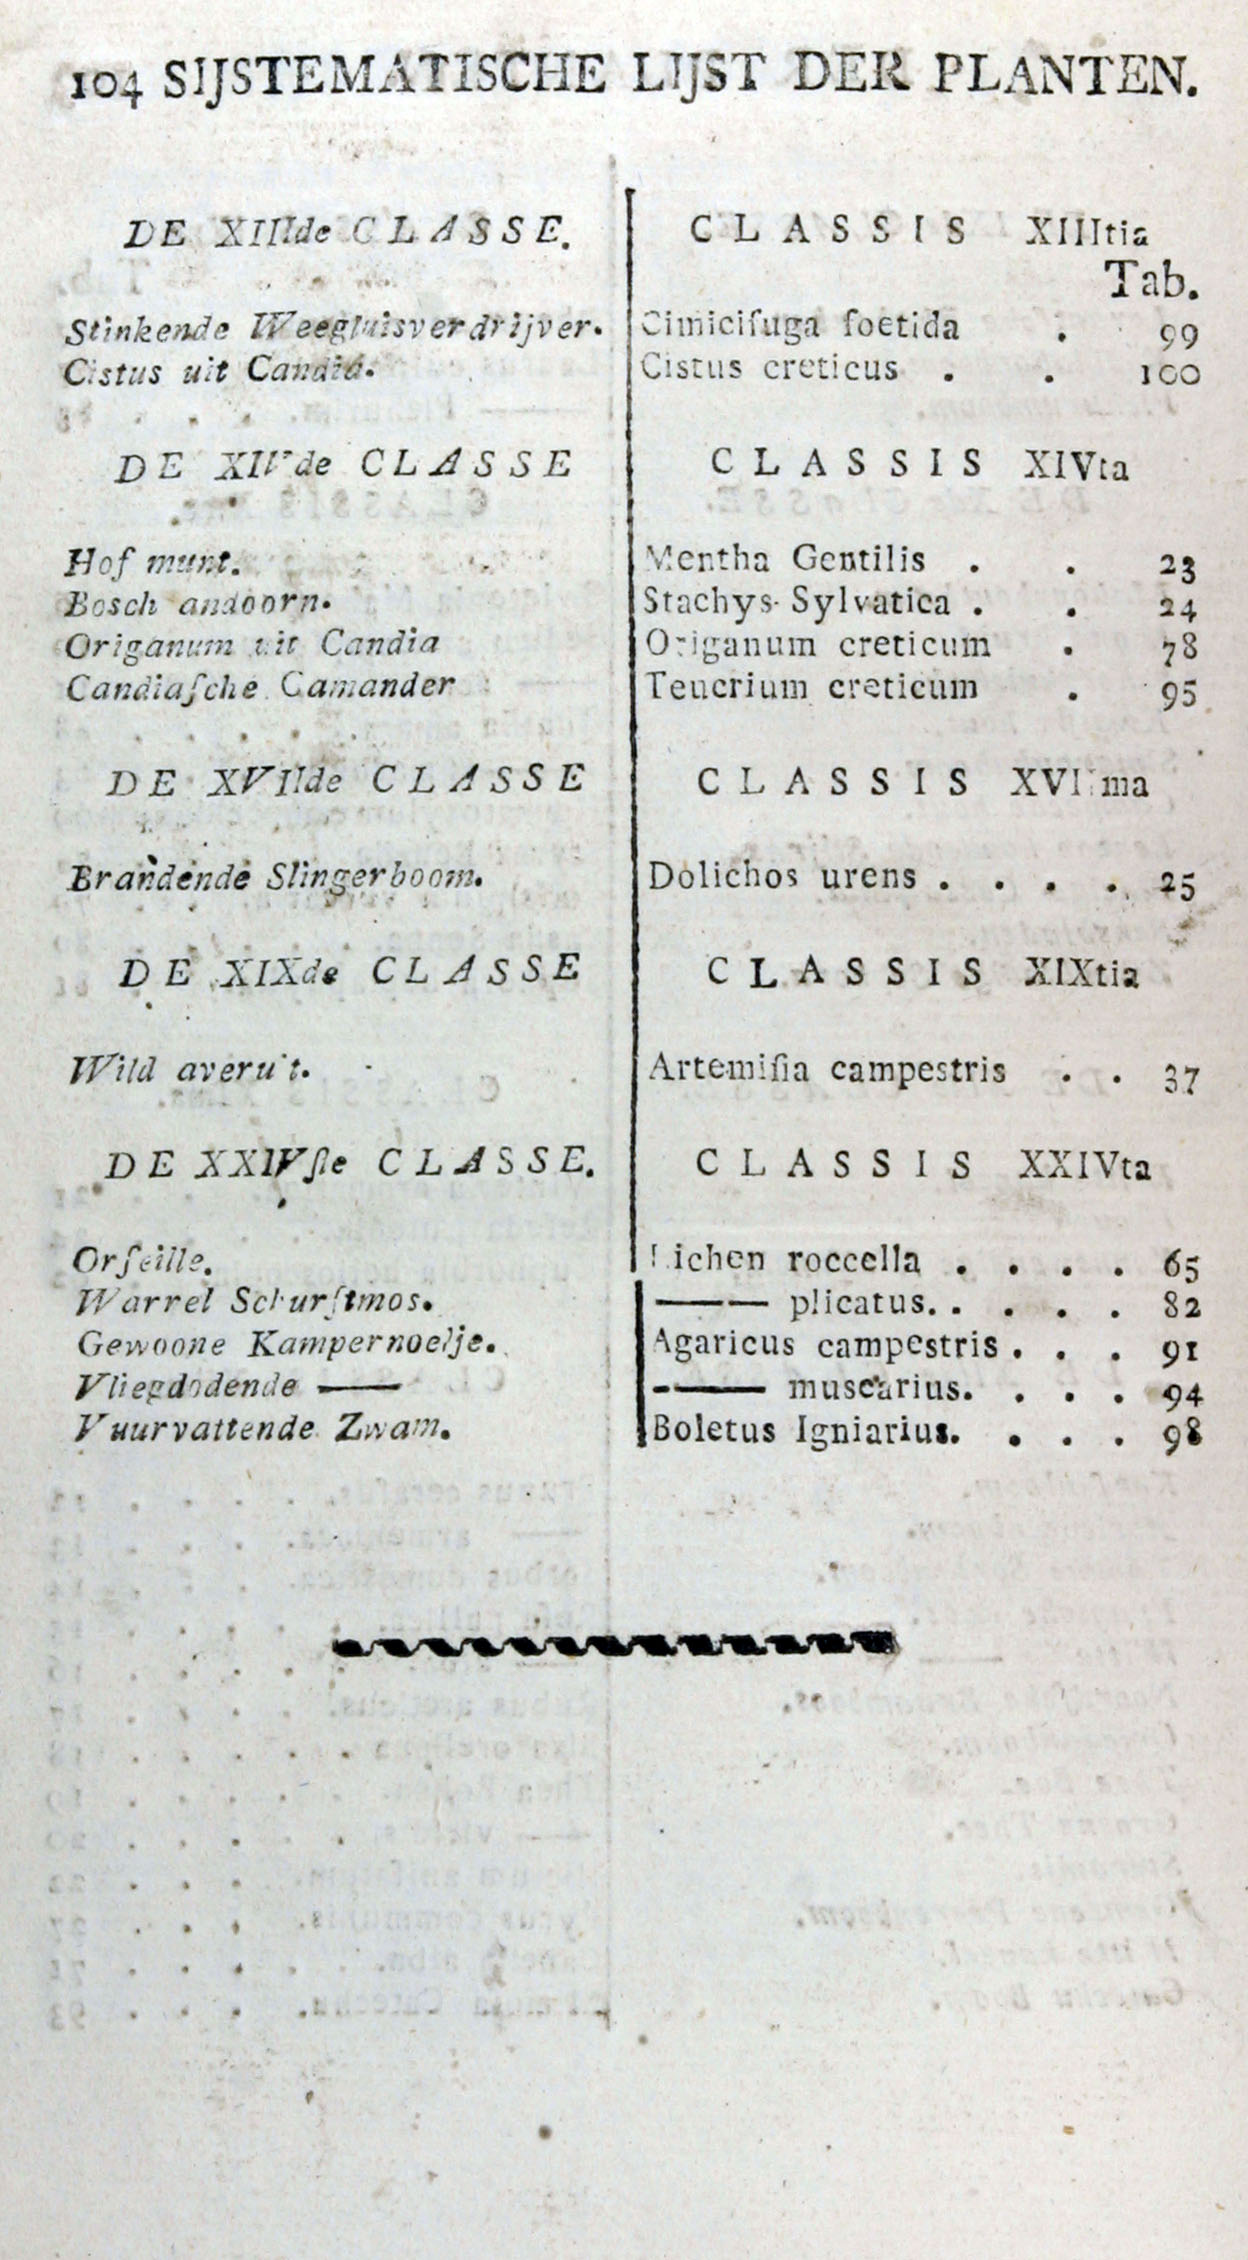 104 SIJSTEMATISCHE LIJST DER PLANTEN.
DE XIIIde CLASSE. CLASSIS XIIItia
Tab.
Stinkende Weegluisverdrijver. Cimicifuga foetida . 99
Cistus uit Candia. Cistus creticus . . 100
DE XIVde CLASSE CLASSIS XIVta
Hof munt. Mentha Gentilis . . 23
Bosch andoorn. Stachys Sylvatica . . 24
Origanum uit Candia Origanum creticum . 78
Candiaſche Camander Teucrium creticum . 95
DE XVIIde CLASSE CLASSIS XVIIma
Brandende Slingerboom. Dolichos urens . . . . 25
DE XIXde CLASSE CLASSIS XIXtia
Wild averuit. Artemiſia campestris . . 37
DE XXIVſte CLASSE. CLASSIS XXIVta
Orſeille. Lichen roccella . . . . 65
Warrel Schurftmos. ——— plicatus. . . . . . 82
Gewoone Kampernoelje. Agaricus campestris . . . 91
Vliegdodende —— ——— muscarius. . . . 94
Vuurvattende Zwam. Boletus Igniarius. . . . 98